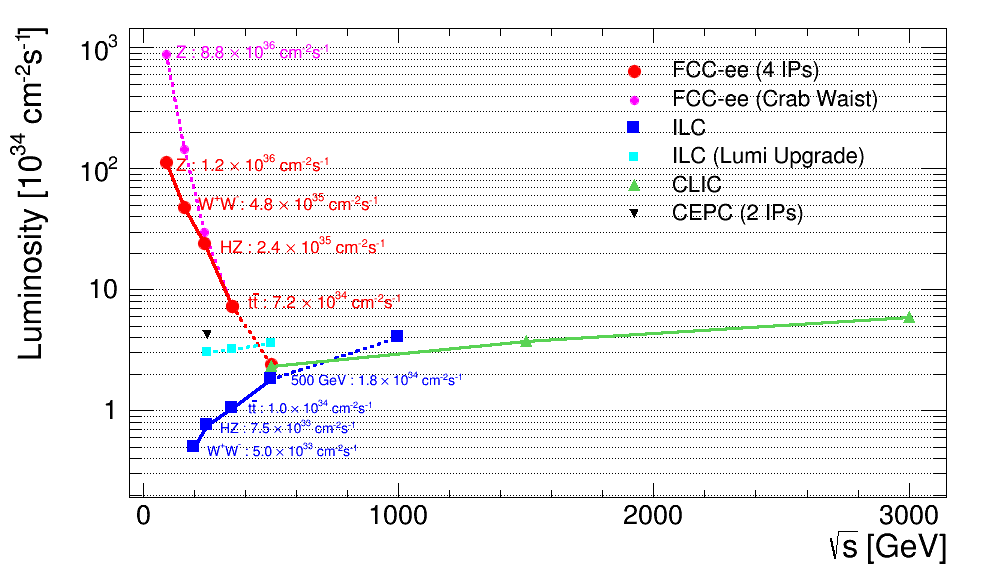 Luminosity [10³⁴ cm⁻²s⁻¹]
10³
10²
10
1
Z : 8.8 × 10³⁶ cm⁻²s⁻¹
Z : 1.2 × 10³⁶ cm⁻²s⁻¹
W⁺W⁻ : 4.8 × 10³⁵ cm⁻²s⁻¹
HZ : 2.4 × 10³⁵ cm⁻²s⁻¹
tt̄ : 7.2 × 10³⁴ cm⁻²s⁻¹
500 GeV : 1.8 × 10³⁴ cm⁻²s⁻¹
tt̄ : 1.0 × 10³⁴ cm⁻²s⁻¹
HZ : 7.5 × 10³³ cm⁻²s⁻¹
W⁺W⁻ : 5.0 × 10³³ cm⁻²s⁻¹
FCC-ee (4 IPs)
FCC-ee (Crab Waist)
ILC
ILC (Lumi Upgrade)
CLIC
CEPC (2 IPs)
0 1000 2000 3000
√s [GeV]